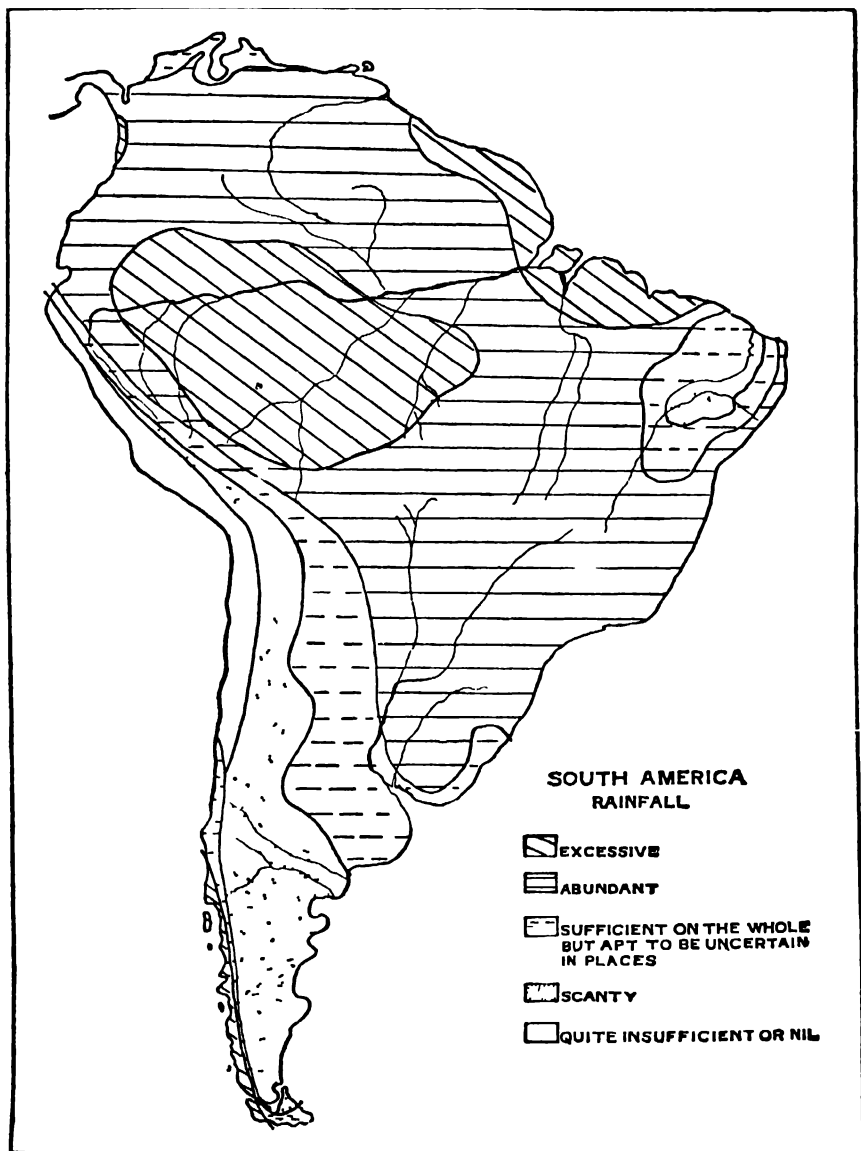 SOUTH AMERICA
RAINFALL
EXCESSIVE
ABUNDANT
SUFFICIENT ON THE WHOLE
BUT APT TO BE UNCERTAIN
IN PLACES
SCANTY
QUITE INSUFFICIENT OR NIL